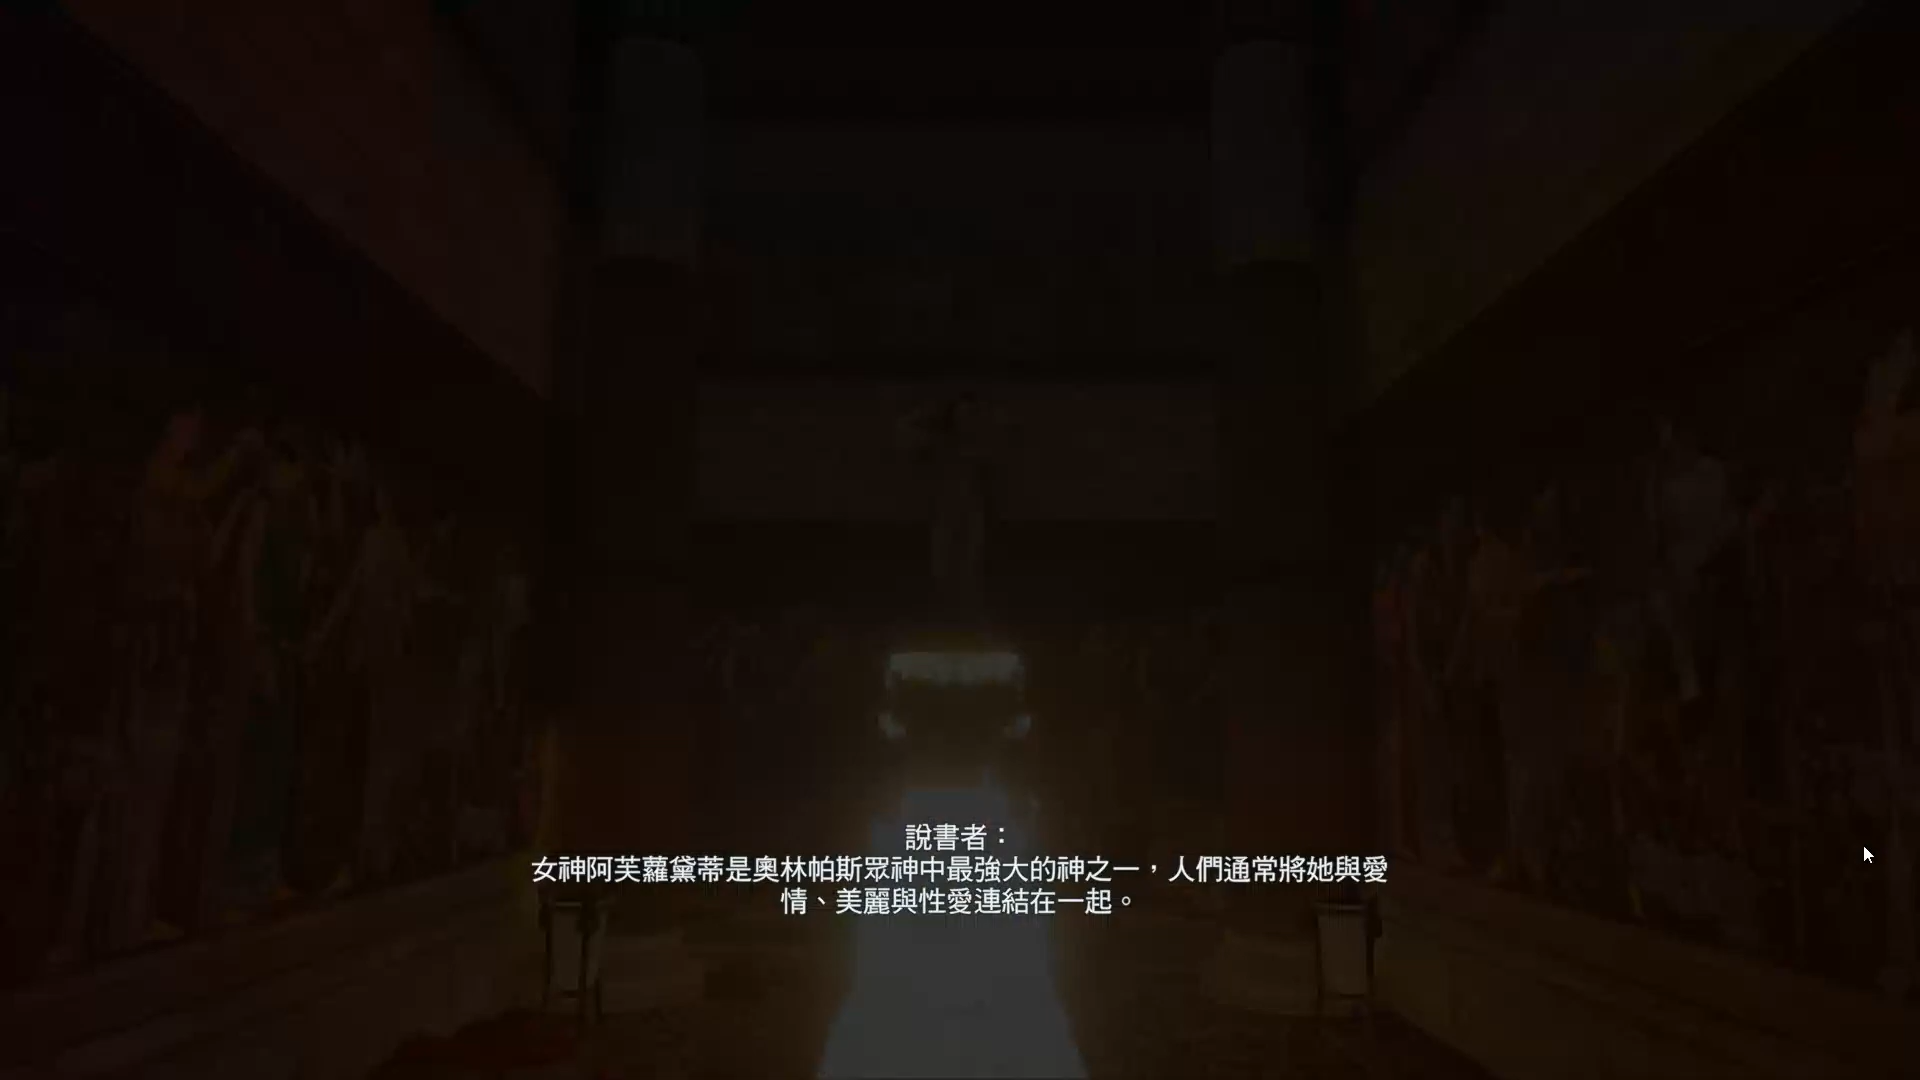 說書者：
女神阿芙蘿黛蒂是奧林帕斯眾神中最強大的神之一，人們通常將她與愛
情、美麗與性愛連結在一起。